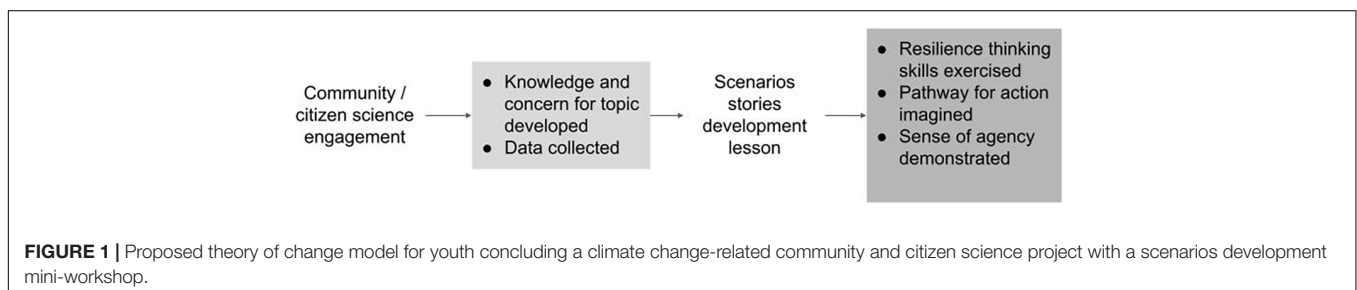 Community /
citizen science
engagement
● Knowledge and
concern for topic
developed
● Data collected
Scenarios
stories
development
lesson
● Resilience thinking
skills exercised
● Pathway for action
imagined
● Sense of agency
demonstrated
FIGURE 1 | Proposed theory of change model for youth concluding a climate change-related community and citizen science project with a scenarios development
mini-workshop.